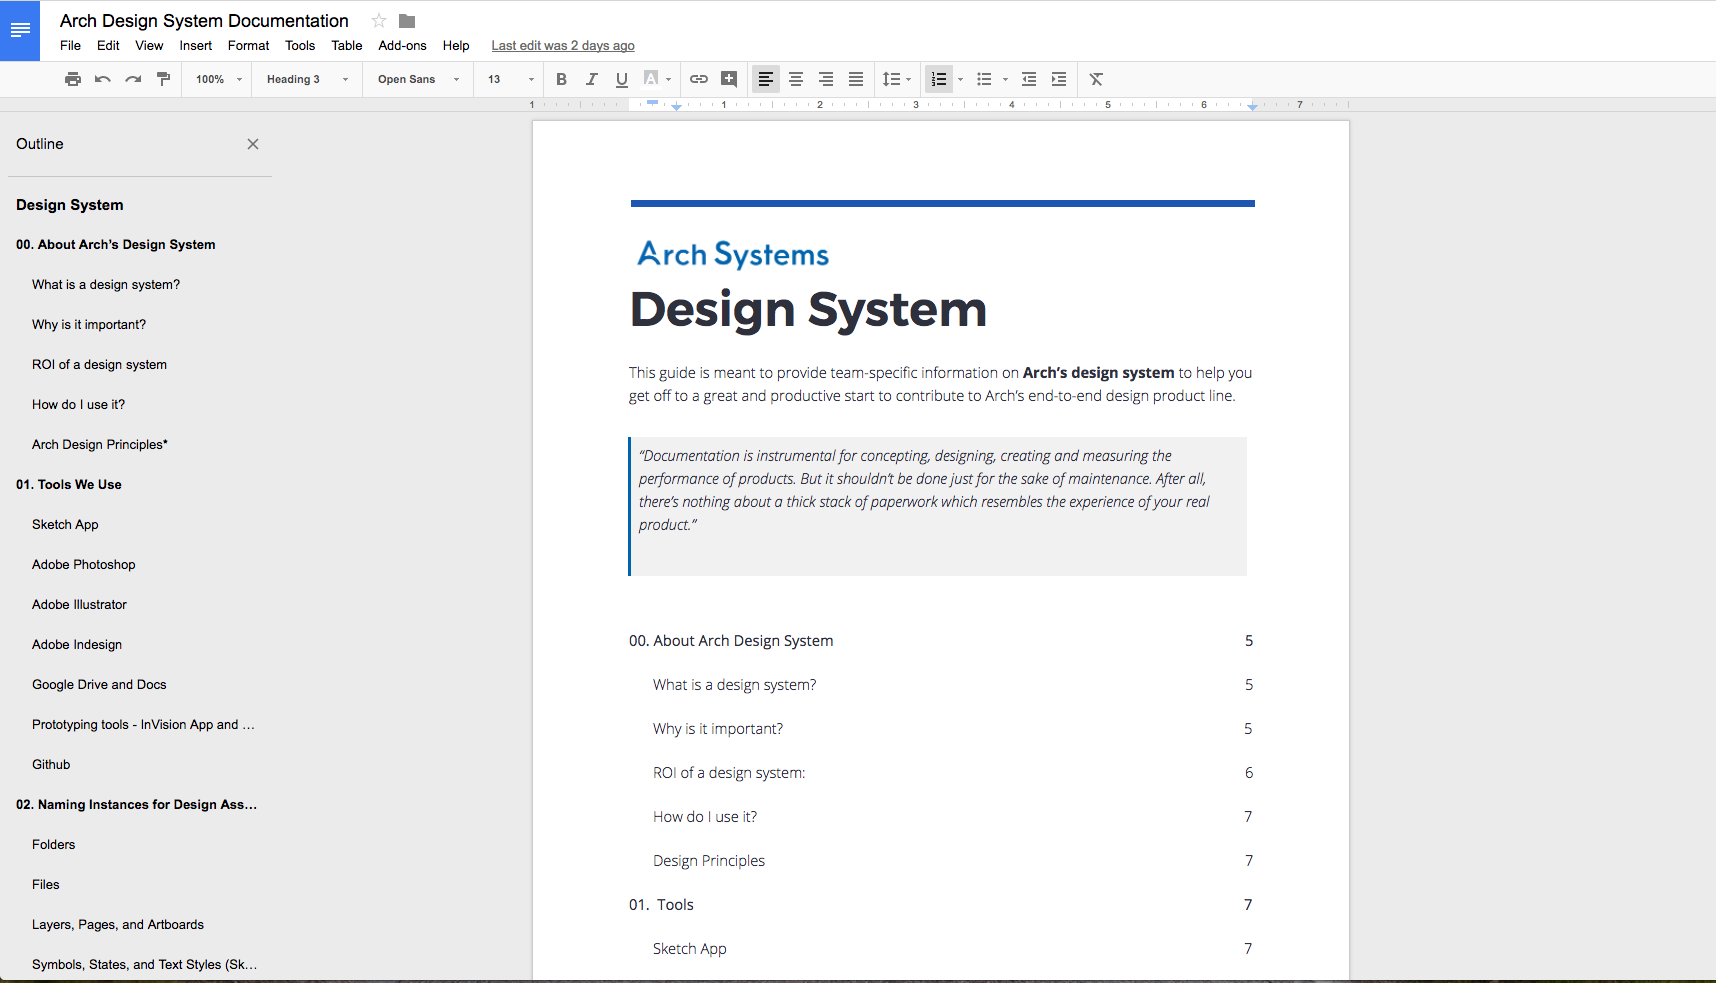 Arch Design System Documentation
File Edit View Insert Format Tools Table Add-ons Help Last edit was 2 days ago
100% Heading 3 Open Sans 13 B I U A
1 1 2 3 4 5 6 7
Outline
Design System
00. About Arch's Design System
What is a design system?
Why is it important?
ROI of a design system
How do I use it?
Arch Design Principles*
01. Tools We Use
Sketch App
Adobe Photoshop
Adobe Illustrator
Adobe Indesign
Google Drive and Docs
Prototyping tools - InVision App and ...
Github
02. Naming Instances for Design Ass...
Folders
Files
Layers, Pages, and Artboards
Symbols, States, and Text Styles (Sk...
Arch Systems
Design System
This guide is meant to provide team-specific information on Arch's design system to help you
get off to a great and productive start to contribute to Arch's end-to-end design product line.
“Documentation is instrumental for concepting, designing, creating and measuring the
performance of products. But it shouldn't be done just for the sake of maintenance. After all,
there's nothing about a thick stack of paperwork which resembles the experience of your real
product.”
00. About Arch Design System 5
What is a design system? 5
Why is it important? 5
ROI of a design system: 6
How do I use it? 7
Design Principles 7
01. Tools 7
Sketch App 7